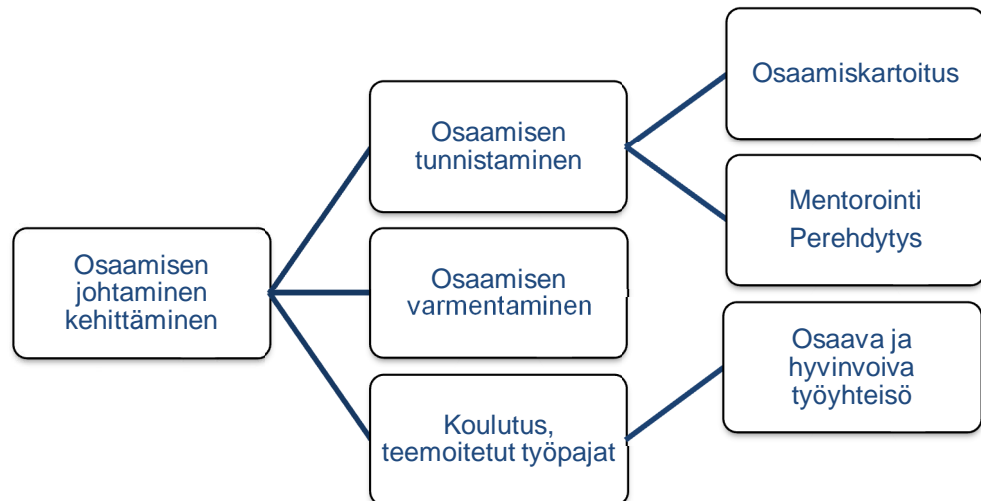 Osaamisen
johtaminen
kehittäminen
Osaamisen
tunnistaminen
Osaamisen
varmentaminen
Koulutus,
teemoitetut työpajat
Osaamiskartoitus
Mentorointi
Perehdytys
Osaava ja
hyvinvoiva
työyhteisö